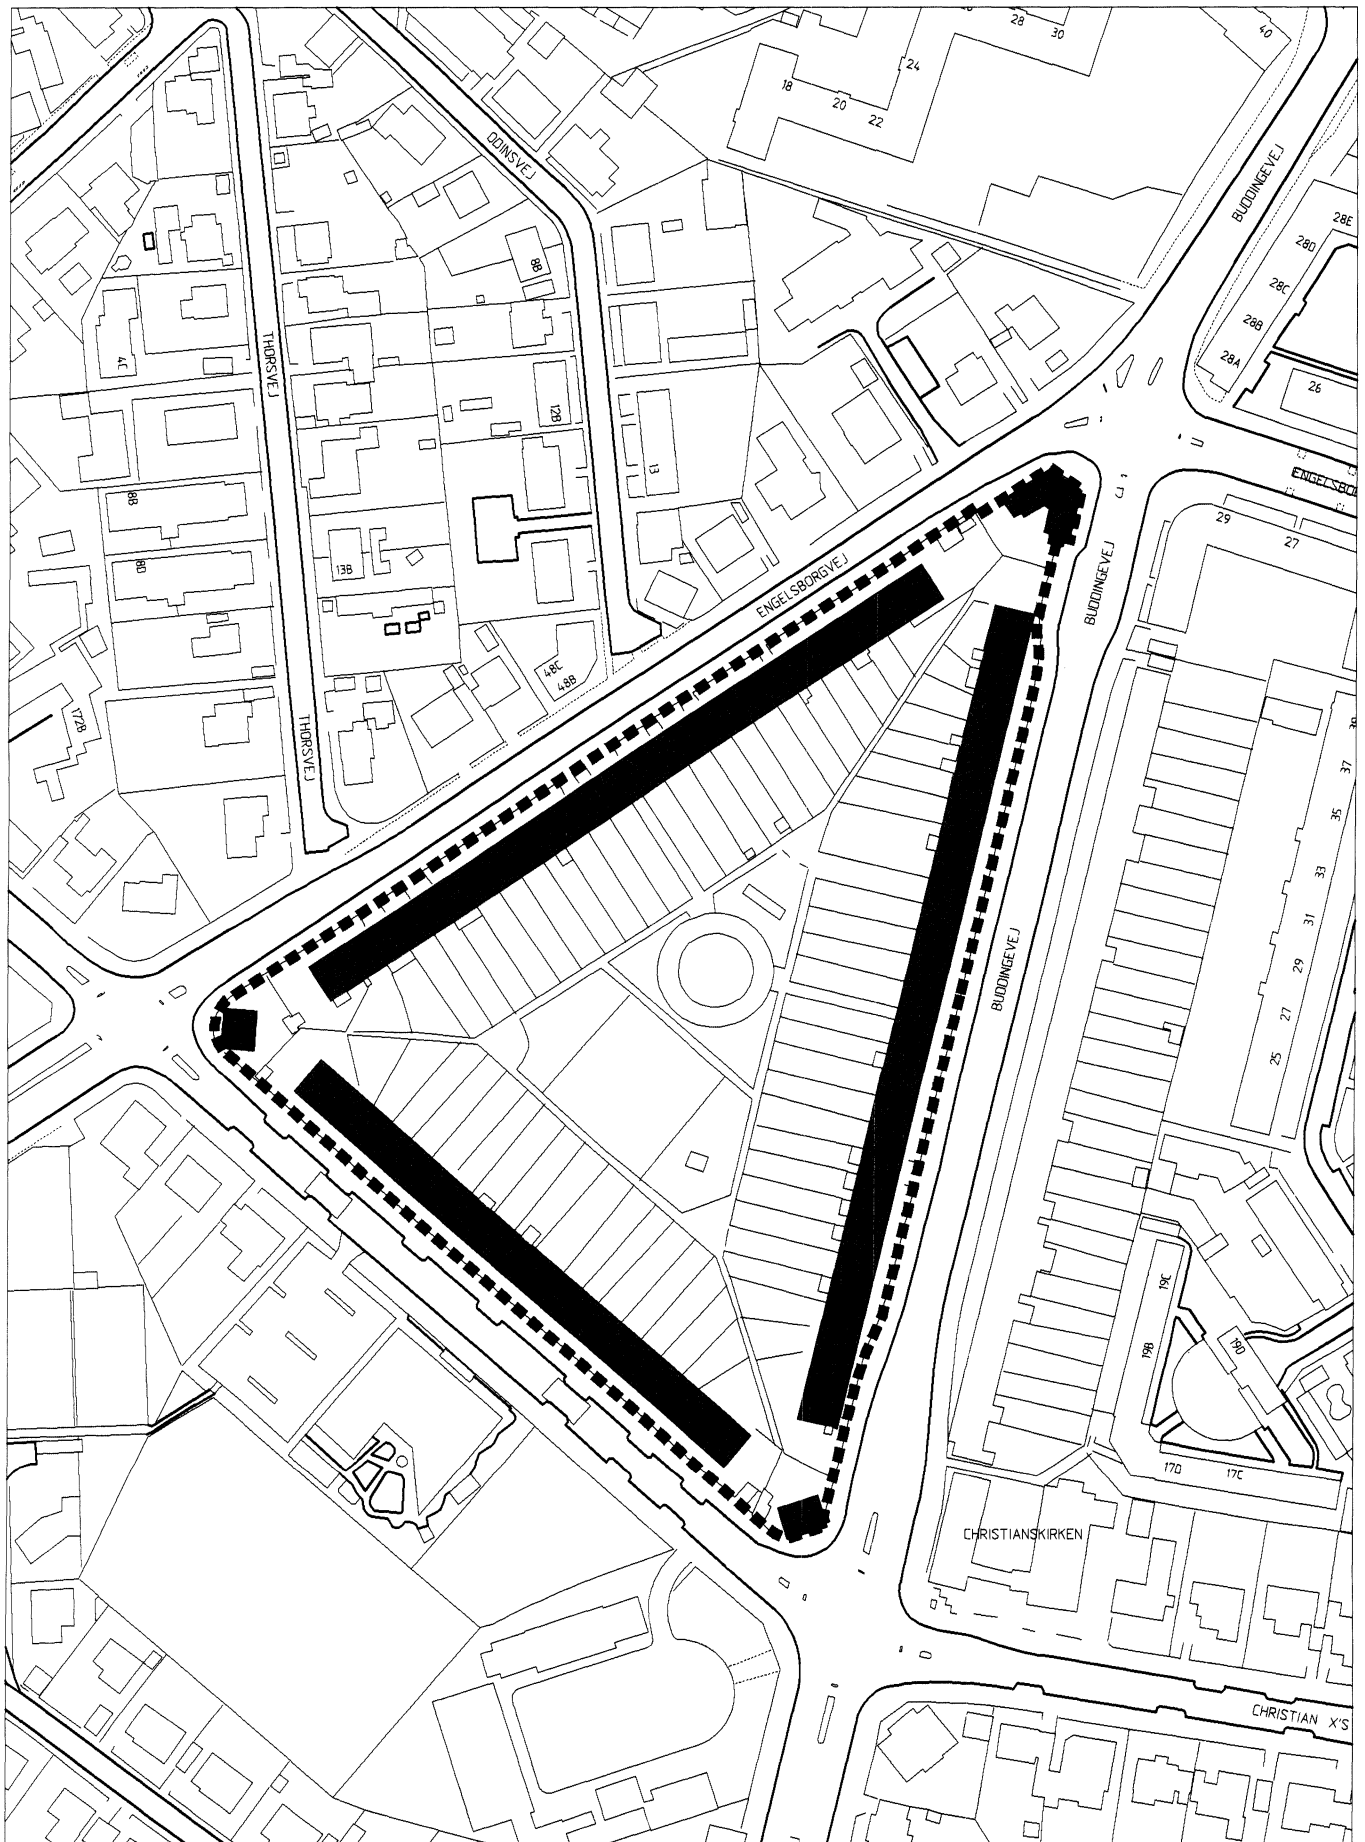 28
30
40
24
18
20
22
ODINSVEJ
BUDDINGEVEJ
28E
28D
8B
28C
28B
28A
THORSVEJ
4C
26
12B
13
ENGELSBO
8B
29
27
8D
13B
ENGELSBORGVEJ
BUDDINGEVEJ
48C
48B
172B
THORSVEJ
37
35
33
31
BUDDINGEVEJ
29
27
25
19C
19B
19D
17D
17C
CHRISTIANSKIRKEN
CHRISTIAN X'S